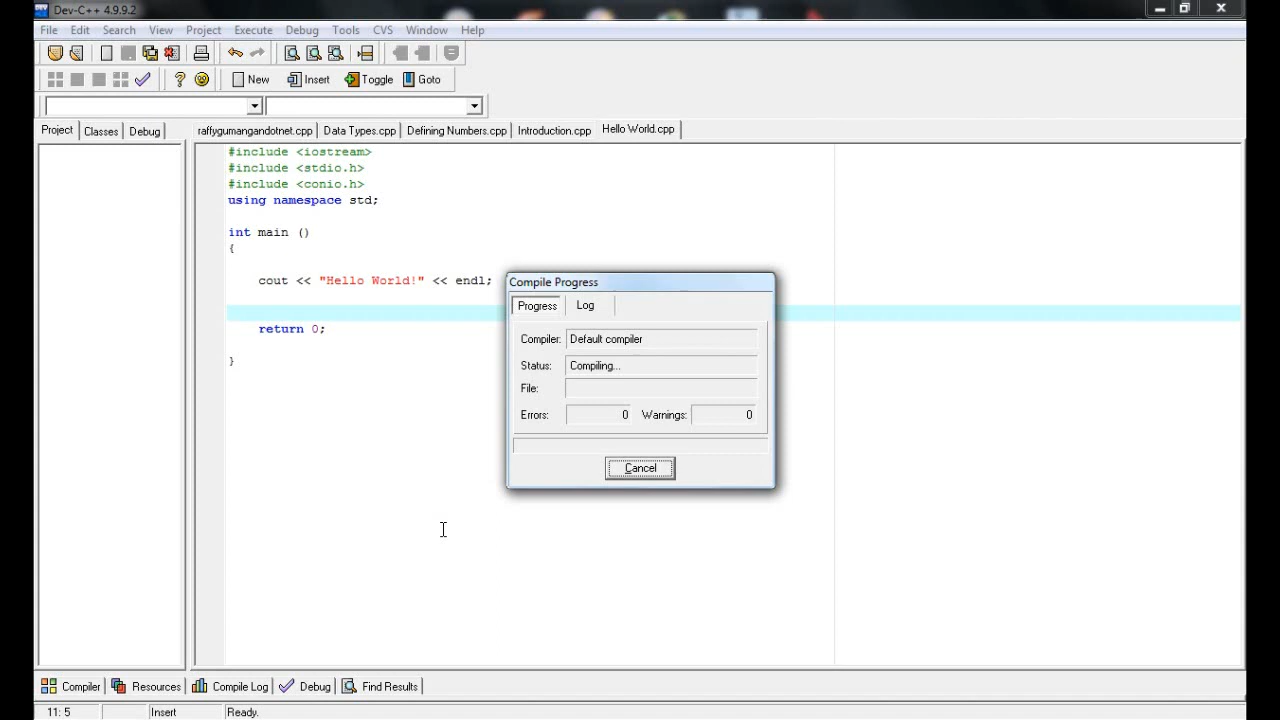 Dev-C++ 4.9.9.2
File Edit Search View Project Execute Debug Tools CVS Window Help
New Insert Toggle Goto
Project Classes Debug raffygumangandotnet.cpp Data Types.cpp Defining Numbers.cpp Introduction.cpp Hello World.cpp
#include <iostream>
#include <stdio.h>
#include <conio.h>
using namespace std;
int main ()
{
cout << "Hello World!" << endl;
return 0;
}
Compile Progress
Progress Log
Compiler: Default compiler
Status: Compiling...
File:
Errors: 0 Warnings: 0
Cancel
Compiler Resources Compile Log Debug Find Results
11: 5 Insert Ready.